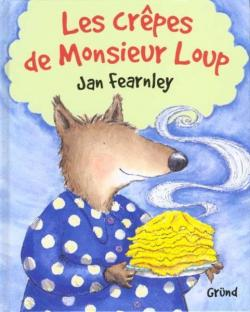 Les crêpes
de Monsieur Loup
Jan Fearnley
Gründ